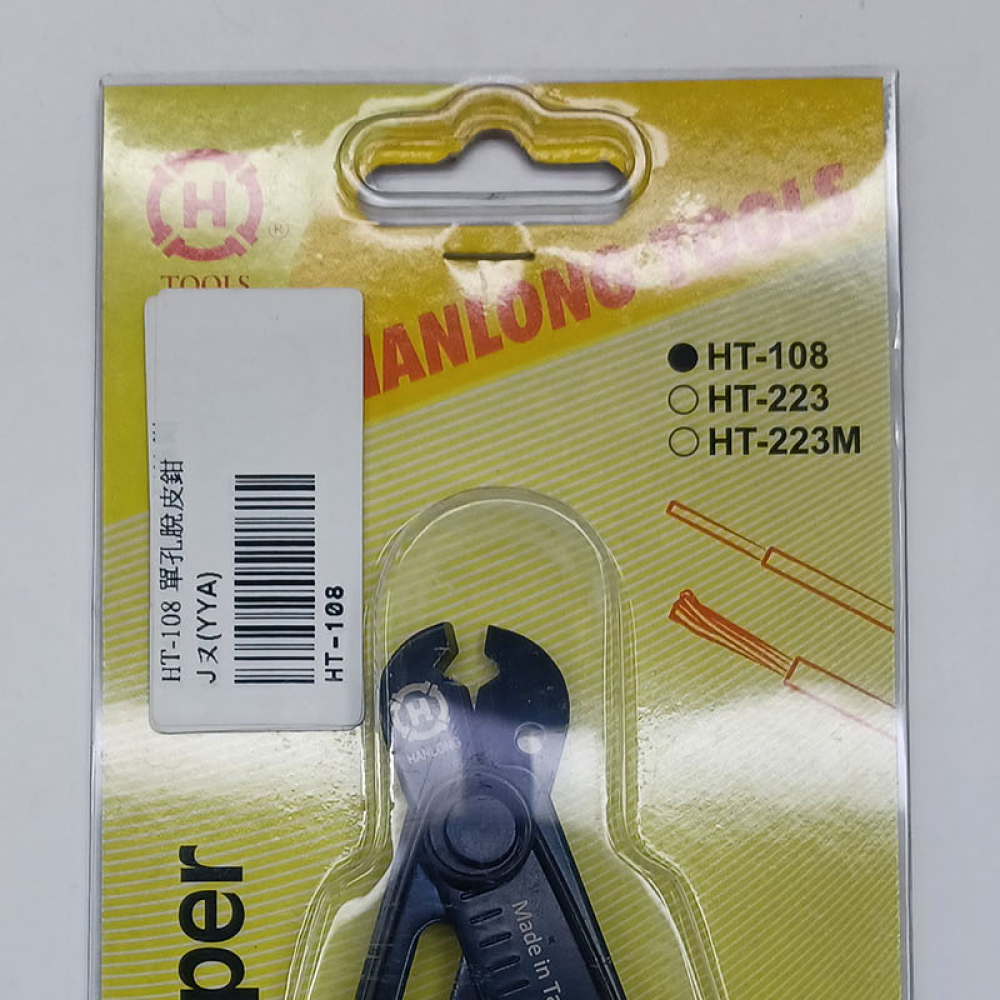 H
®
TOOLS
HANLONG TOOLS
HT-108
HT-223
HT-223M
HT-108 單孔脫皮鉗
Jヌ(YYA)
HT-108
H
HANLONG
Made in Ta
per